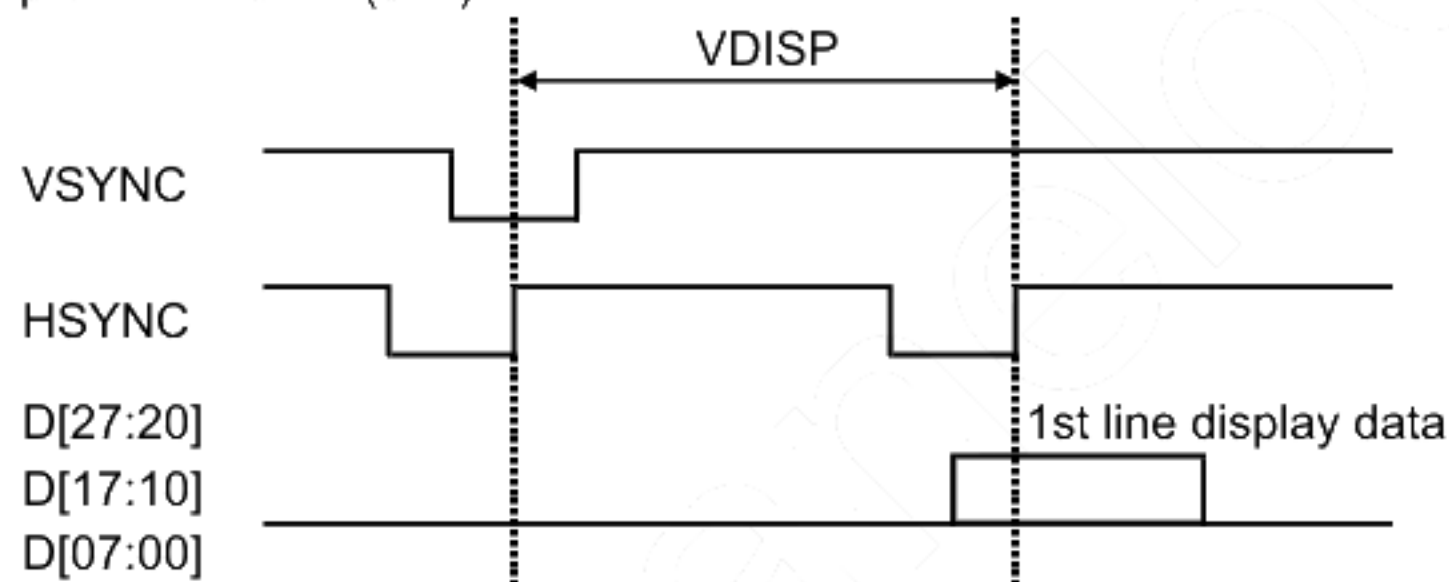 VDISP
VSYNC
HSYNC
D[27:20]
1st line display data
D[17:10]
D[07:00]